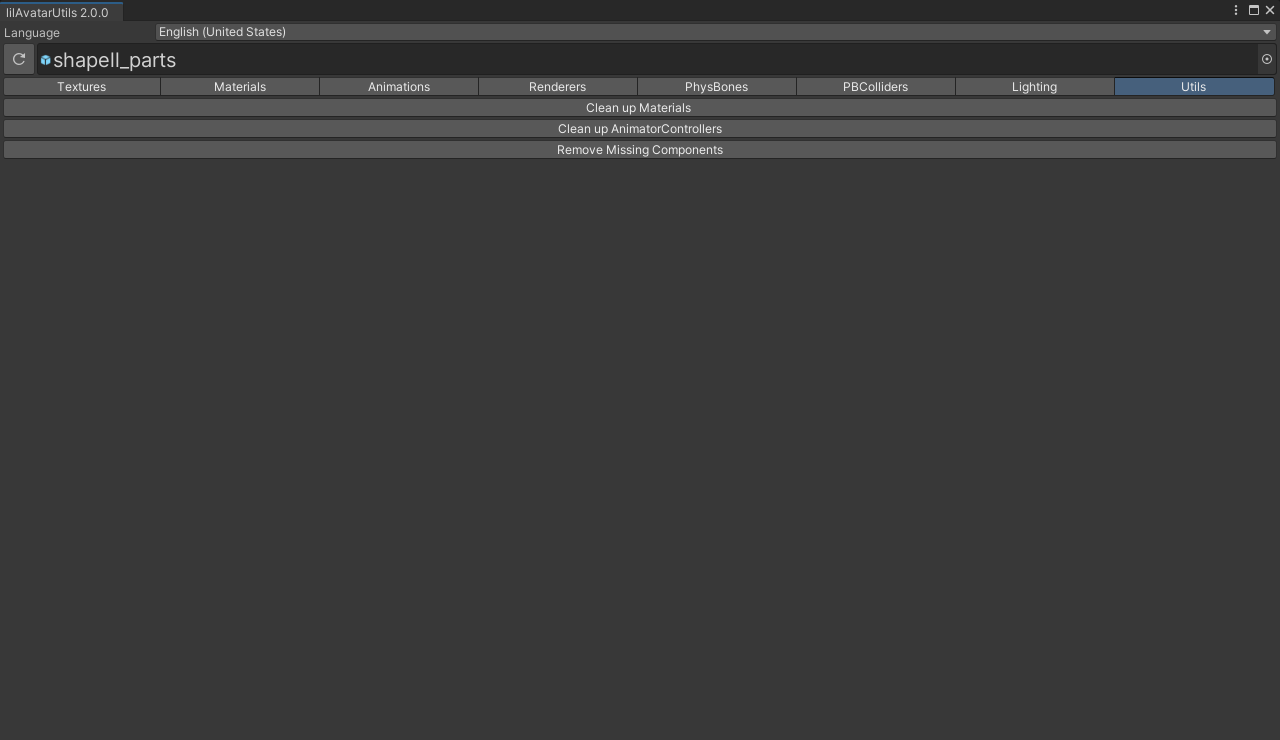 lilAvatarUtils 2.0.0
Language English (United States)
shapell_parts
Textures Materials Animations Renderers PhysBones PBColliders Lighting Utils
Clean up Materials
Clean up AnimatorControllers
Remove Missing Components